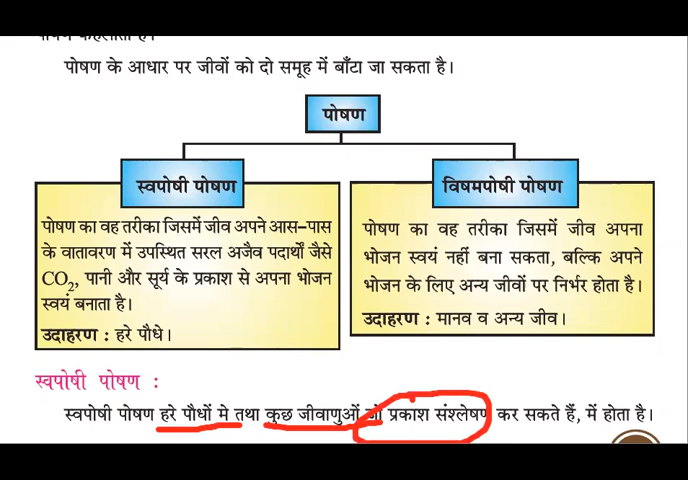 पोषण कहलाता है।
पोषण के आधार पर जीवों को दो समूह में बाँटा जा सकता है।
पोषण
स्वपोषी पोषण
पोषण का वह तरीका जिसमें जीव अपने आस-पास
के वातावरण में उपस्थित सरल अजैव पदार्थों जैसे
CO₂, पानी और सूर्य के प्रकाश से अपना भोजन
स्वयं बनाता है।
उदाहरण : हरे पौधे।
विषमपोषी पोषण
पोषण का वह तरीका जिसमें जीव अपना
भोजन स्वयं नहीं बना सकता, बल्कि अपने
भोजन के लिए अन्य जीवों पर निर्भर होता है।
उदाहरण : मानव व अन्य जीव।
स्वपोषी पोषण :
स्वपोषी पोषण हरे पौधों मे तथा कुछ जीवाणुओं जो प्रकाश संश्लेषण कर सकते हैं, में होता है।